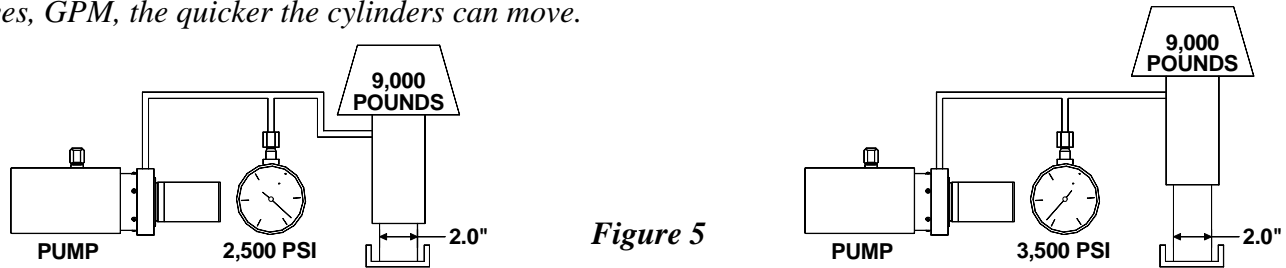 es, GPM, the quicker the cylinders can move.
9,000
POUNDS
PUMP
2,500 PSI
2.0"
Figure 5
9,000
POUNDS
PUMP
3,500 PSI
2.0"